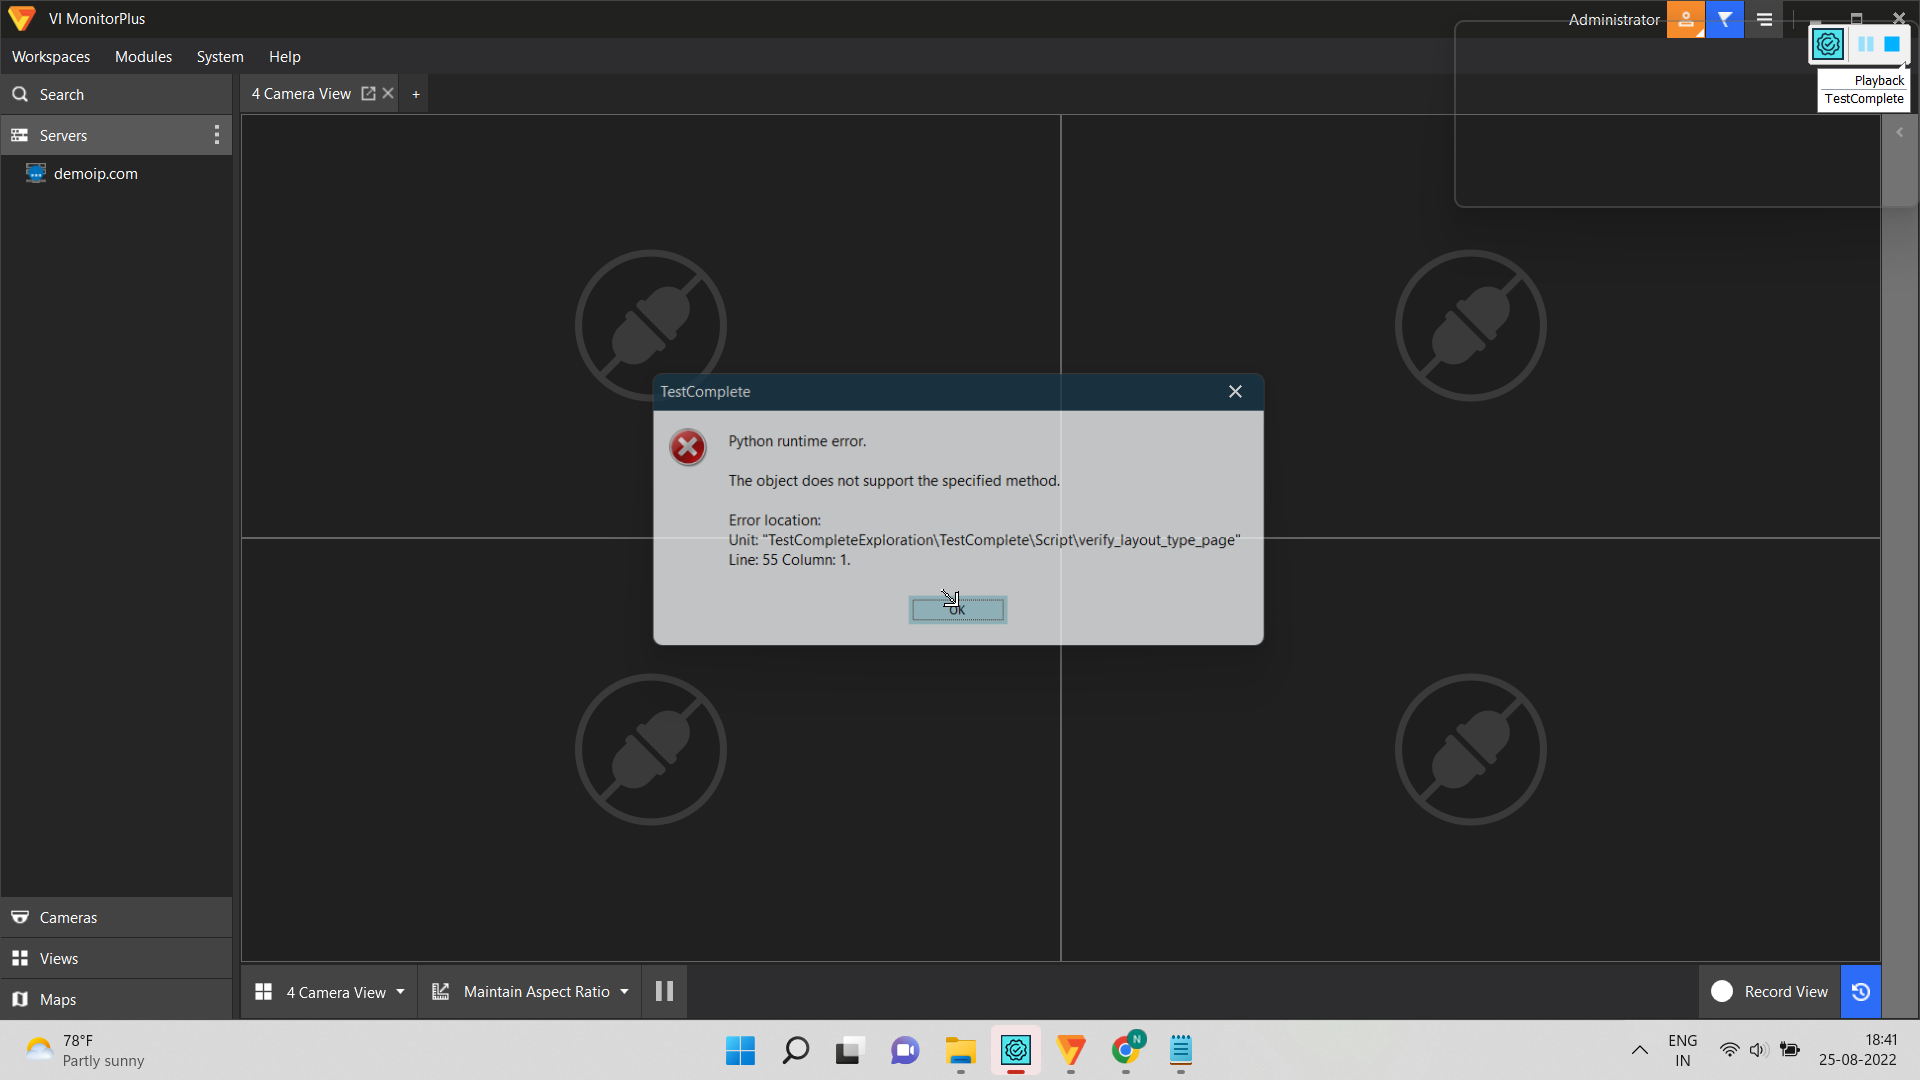 VI MonitorPlus
Administrator
Workspaces Modules System Help
Playback
TestComplete
Search
4 Camera View +
Servers
demoip.com
TestComplete
Python runtime error.
The object does not support the specified method.
Error location:
Unit: "TestCompleteExploration\TestComplete\Script\verify_layout_type_page"
Line: 55 Column: 1.
OK
Cameras
Views
Maps
4 Camera View Maintain Aspect Ratio Record View
78°F
Partly sunny
N
ENG
IN
18:41
25-08-2022